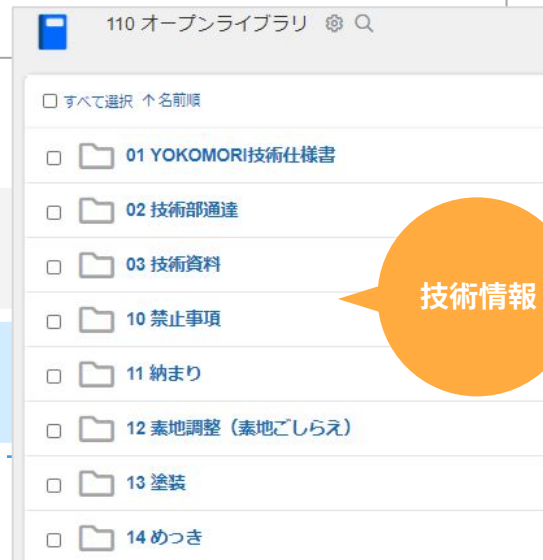 110 オープンライブラリ
すべて選択 ↑名前順
01 YOKOMORI技術仕様書
02 技術部通達
03 技術資料
10 禁止事項
11 納まり
12 素地調整（素地ごしらえ）
13 塗装
14 めっき
技術情報